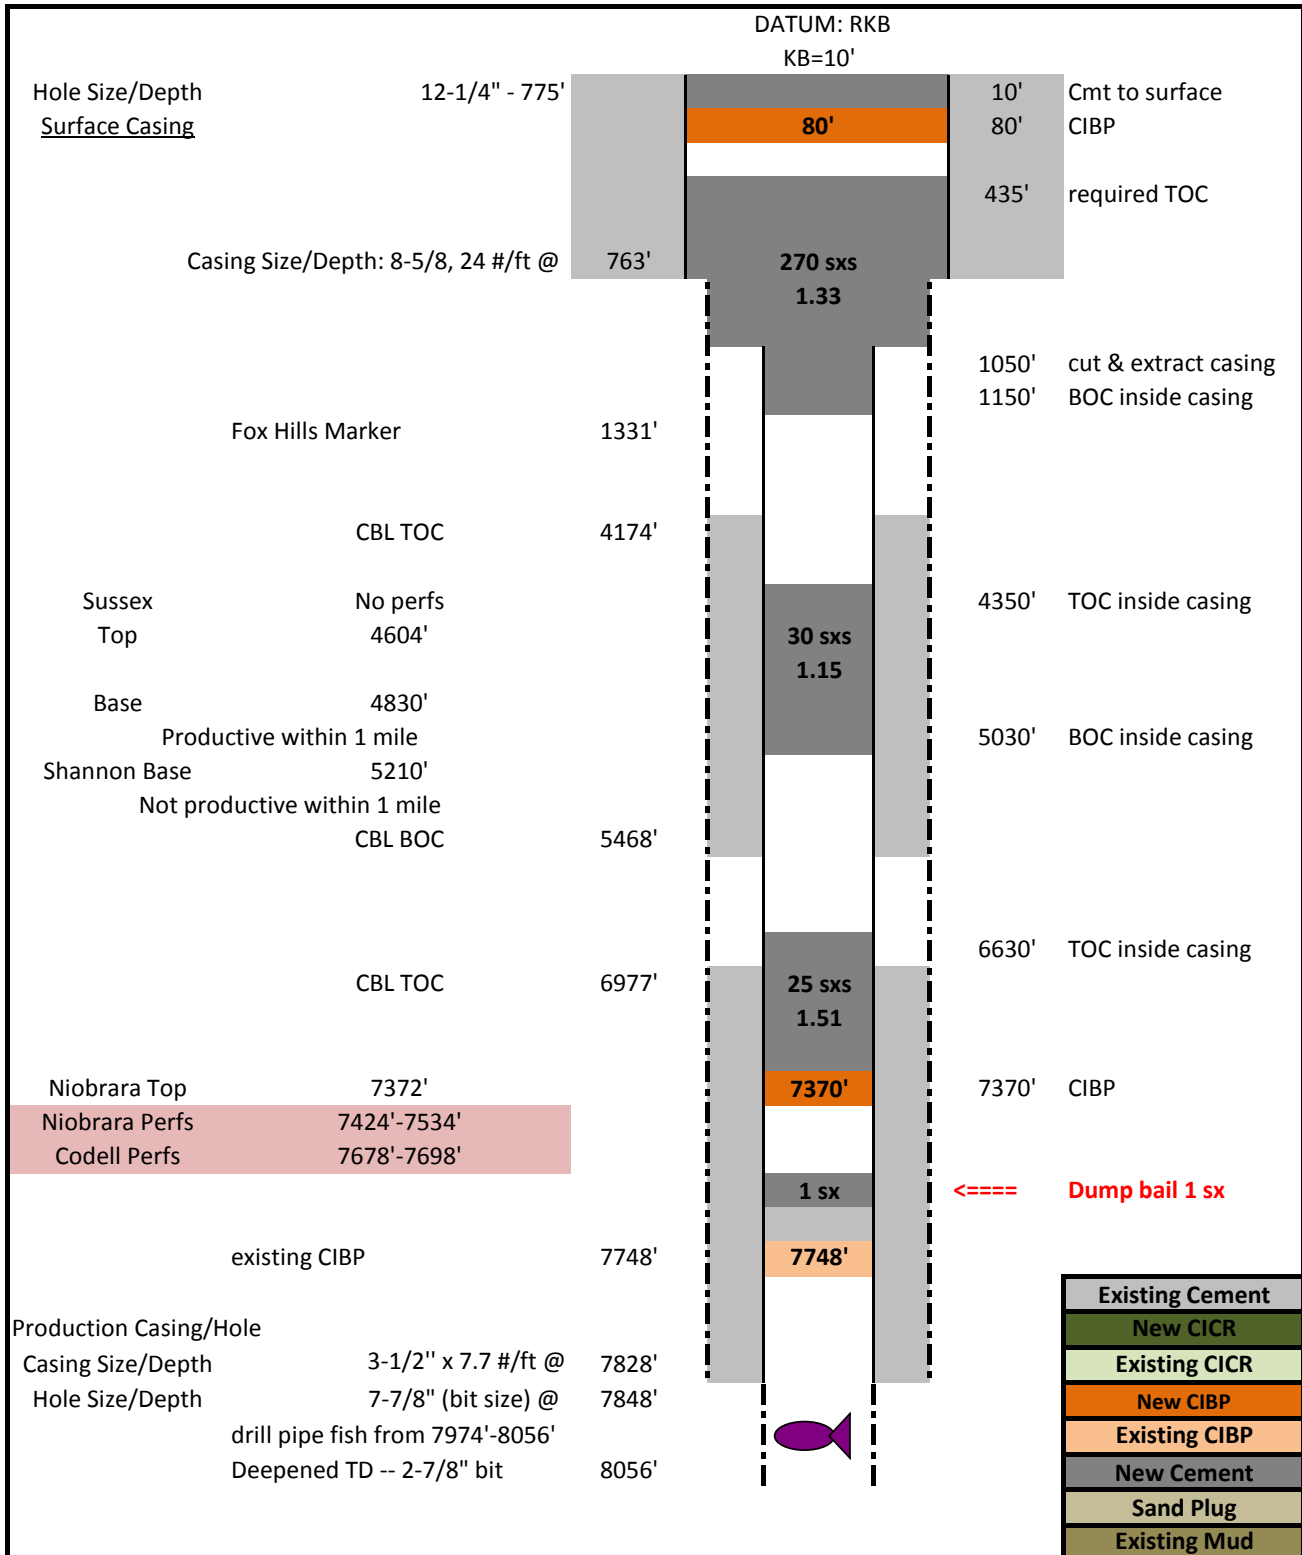 DATUM: RKB
KB=10'
Hole Size/Depth 12-1/4" - 775' 10' Cmt to surface
Surface Casing 80' 80' CIBP
435' required TOC
Casing Size/Depth: 8-5/8, 24 #/ft @ 763' 270 sxs
1.33
1050' cut & extract casing
1150' BOC inside casing
Fox Hills Marker 1331'
CBL TOC 4174'
Sussex No perfs 4350' TOC inside casing
Top 4604' 30 sxs
1.15
Base 4830'
Productive within 1 mile 5030' BOC inside casing
Shannon Base 5210'
Not productive within 1 mile
CBL BOC 5468'
6630' TOC inside casing
CBL TOC 6977' 25 sxs
1.51
Niobrara Top 7372' 7370' 7370' CIBP
Niobrara Perfs 7424'-7534'
Codell Perfs 7678'-7698'
1 sx <==== Dump bail 1 sx
existing CIBP 7748' 7748'
Existing Cement
Production Casing/Hole New CICR
Casing Size/Depth 3-1/2'' x 7.7 #/ft @ 7828' Existing CICR
Hole Size/Depth 7-7/8" (bit size) @ 7848' New CIBP
drill pipe fish from 7974'-8056' Existing CIBP
Deepened TD -- 2-7/8" bit 8056' New Cement
Sand Plug
Existing Mud